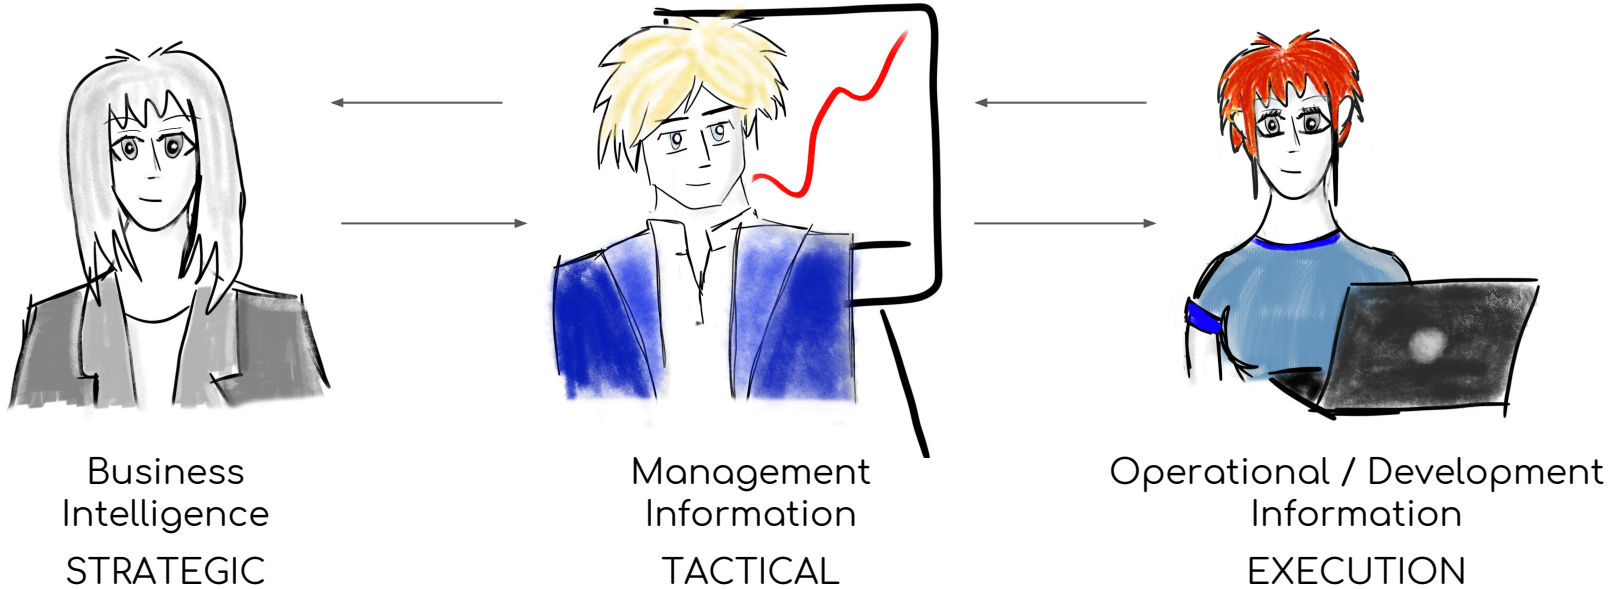 Business
Intelligence
STRATEGIC
Management
Information
TACTICAL
Operational / Development
Information
EXECUTION